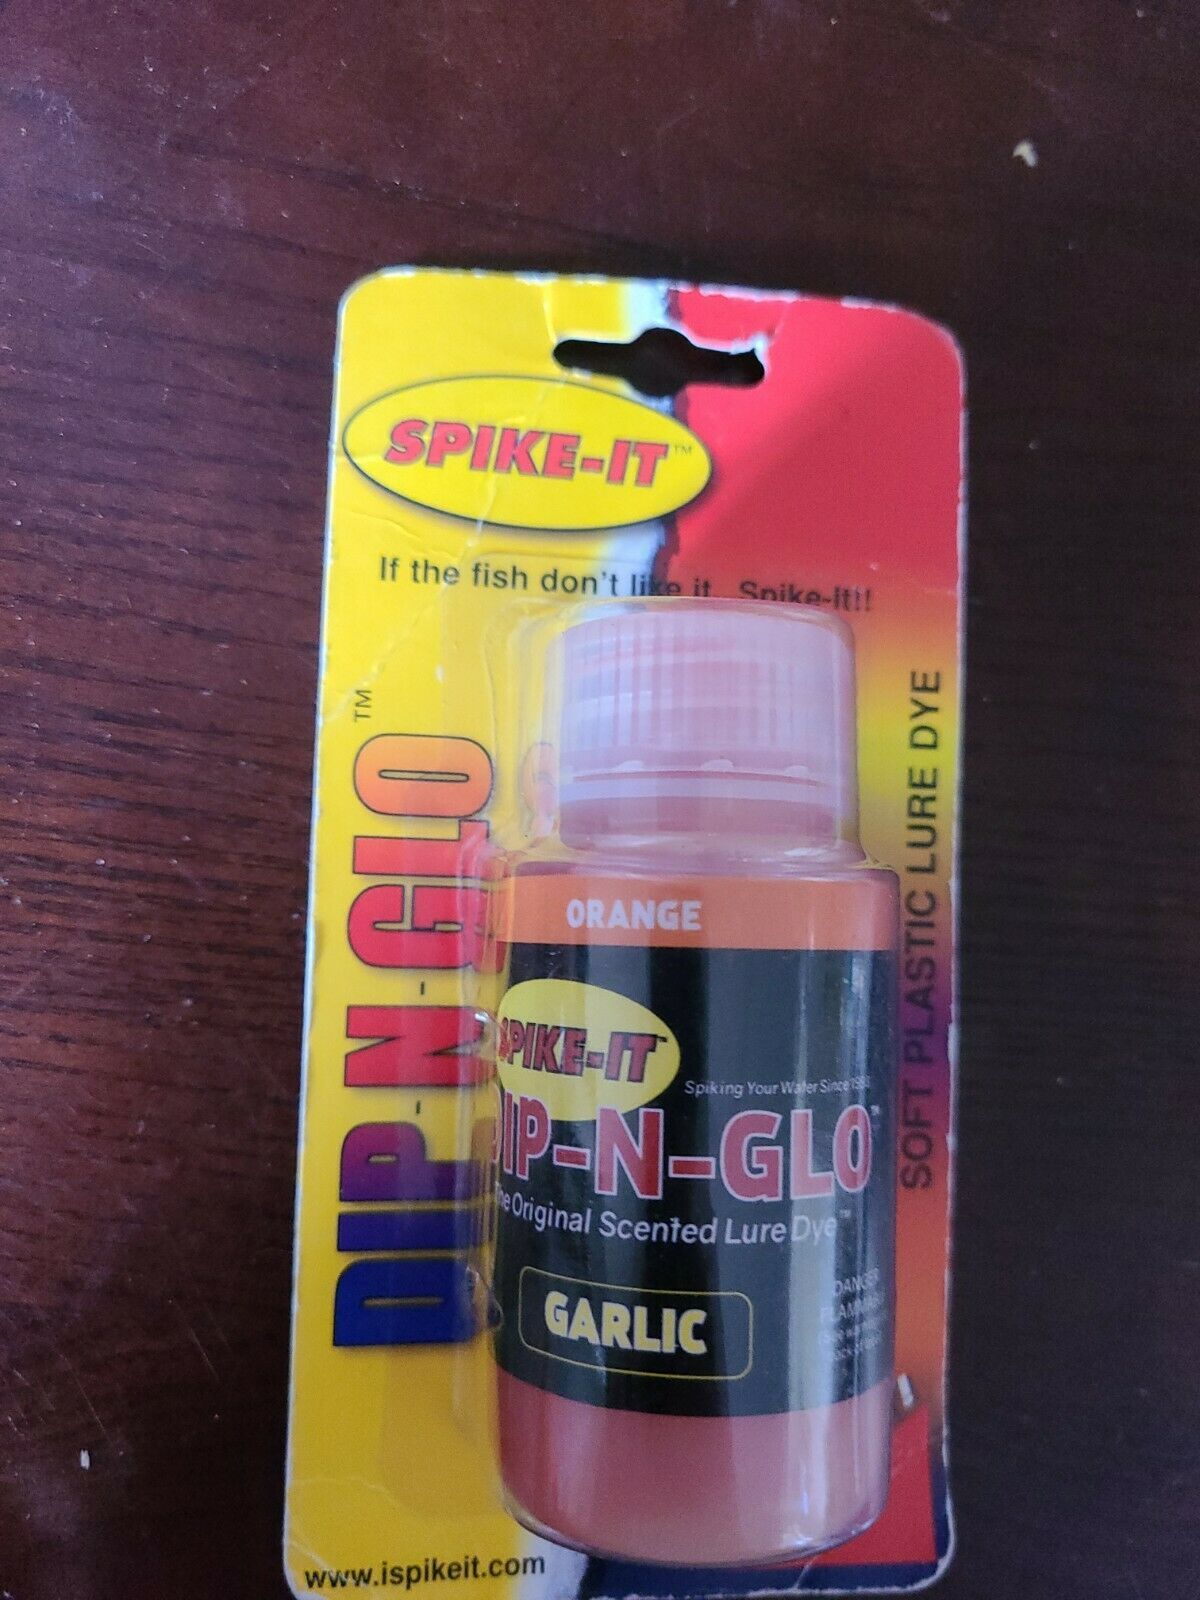 SPIKE-IT™
If the fish don't like it Spike-It!!
DIP-N-GLO™
SOFT PLASTIC LURE DYE
ORANGE
SPIKE-IT™
Spiking Your Water Since
DIP-N-GLO™
The Original Scented Lure Dye™
GARLIC
DANGER
www.ispikeit.com